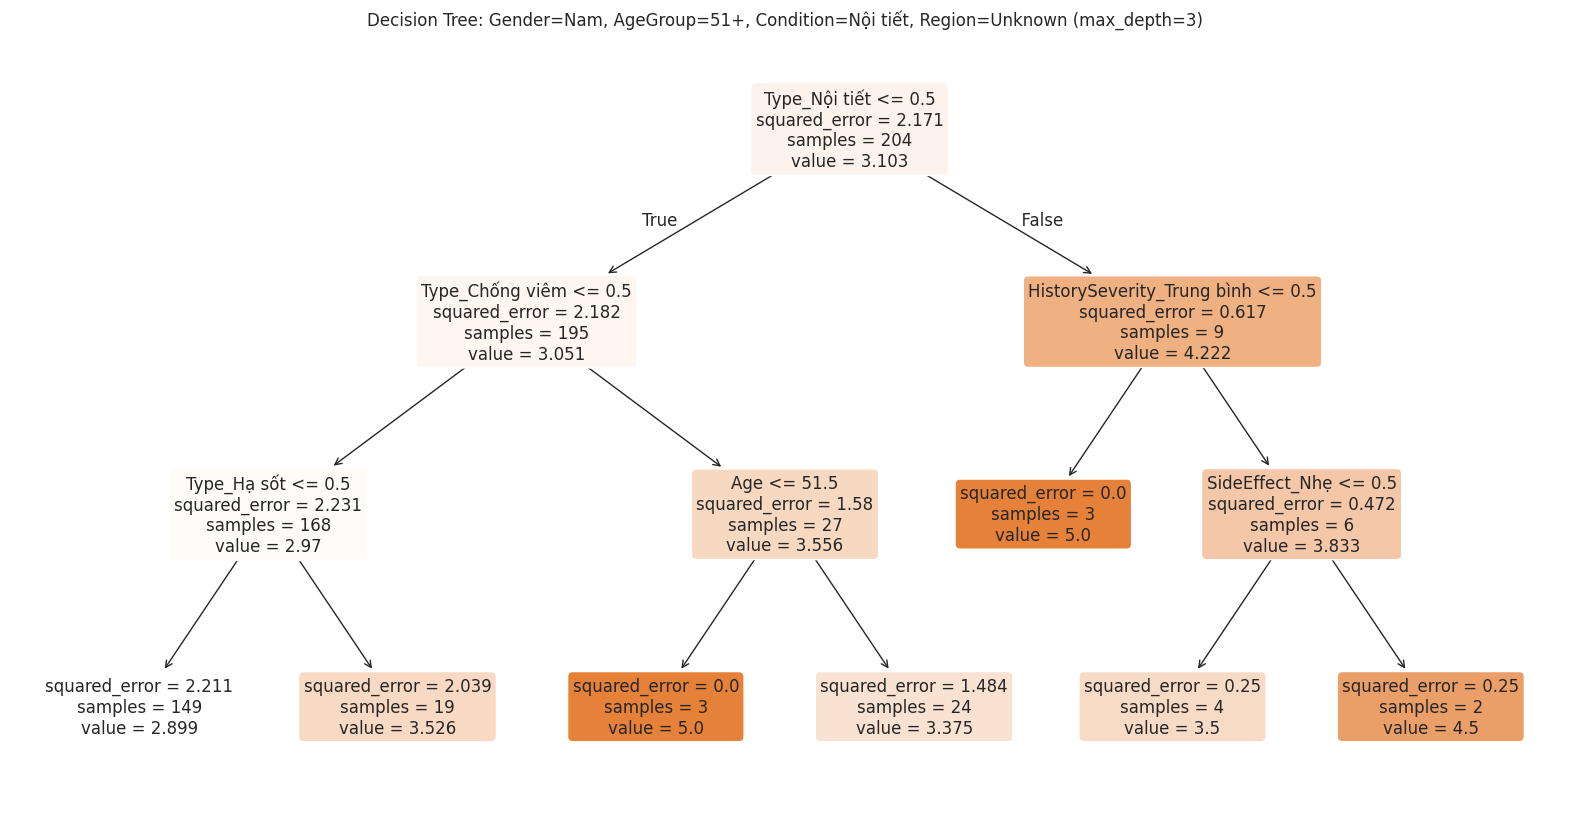 Decision Tree: Gender=Nam, AgeGroup=51+, Condition=Nội tiết, Region=Unknown (max_depth=3)
Type_Nội tiết <= 0.5
squared_error = 2.171
samples = 204
value = 3.103
True
False
Type_Chống viêm <= 0.5
squared_error = 2.182
samples = 195
value = 3.051
HistorySeverity_Trung bình <= 0.5
squared_error = 0.617
samples = 9
value = 4.222
Type_Hạ sốt <= 0.5
squared_error = 2.231
samples = 168
value = 2.97
Age <= 51.5
squared_error = 1.58
samples = 27
value = 3.556
squared_error = 0.0
samples = 3
value = 5.0
SideEffect_Nhẹ <= 0.5
squared_error = 0.472
samples = 6
value = 3.833
squared_error = 2.211
samples = 149
value = 2.899
squared_error = 2.039
samples = 19
value = 3.526
squared_error = 0.0
samples = 3
value = 5.0
squared_error = 1.484
samples = 24
value = 3.375
squared_error = 0.25
samples = 4
value = 3.5
squared_error = 0.25
samples = 2
value = 4.5